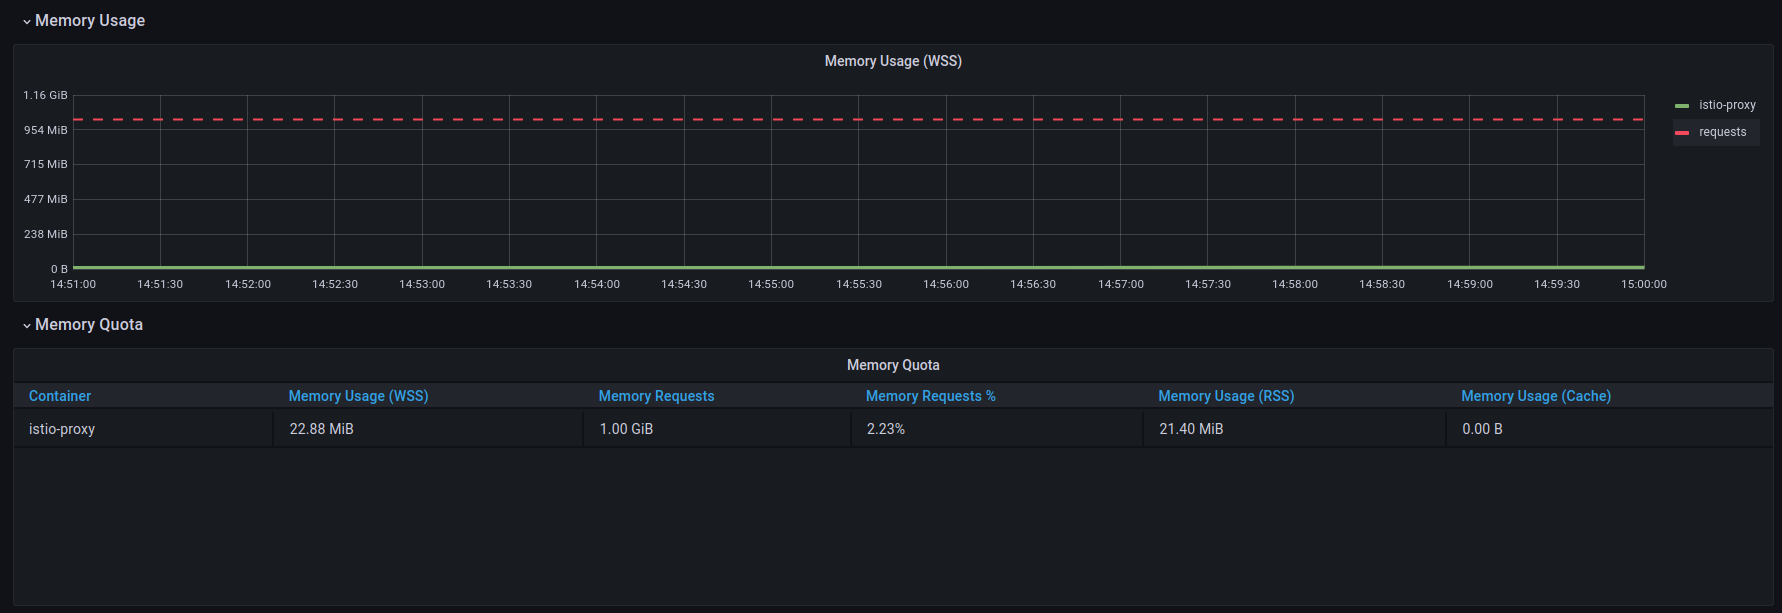 Memory Usage
Memory Usage (WSS)
1.16 GiB
954 MiB
715 MiB
477 MiB
238 MiB
0 B
14:51:00 14:51:30 14:52:00 14:52:30 14:53:00 14:53:30 14:54:00 14:54:30 14:55:00 14:55:30 14:56:00 14:56:30 14:57:00 14:57:30 14:58:00 14:58:30 14:59:00 14:59:30 15:00:00
istio-proxy
requests
Memory Quota
Memory Quota
Container Memory Usage (WSS) Memory Requests Memory Requests % Memory Usage (RSS) Memory Usage (Cache)
istio-proxy 22.88 MiB 1.00 GiB 2.23% 21.40 MiB 0.00 B